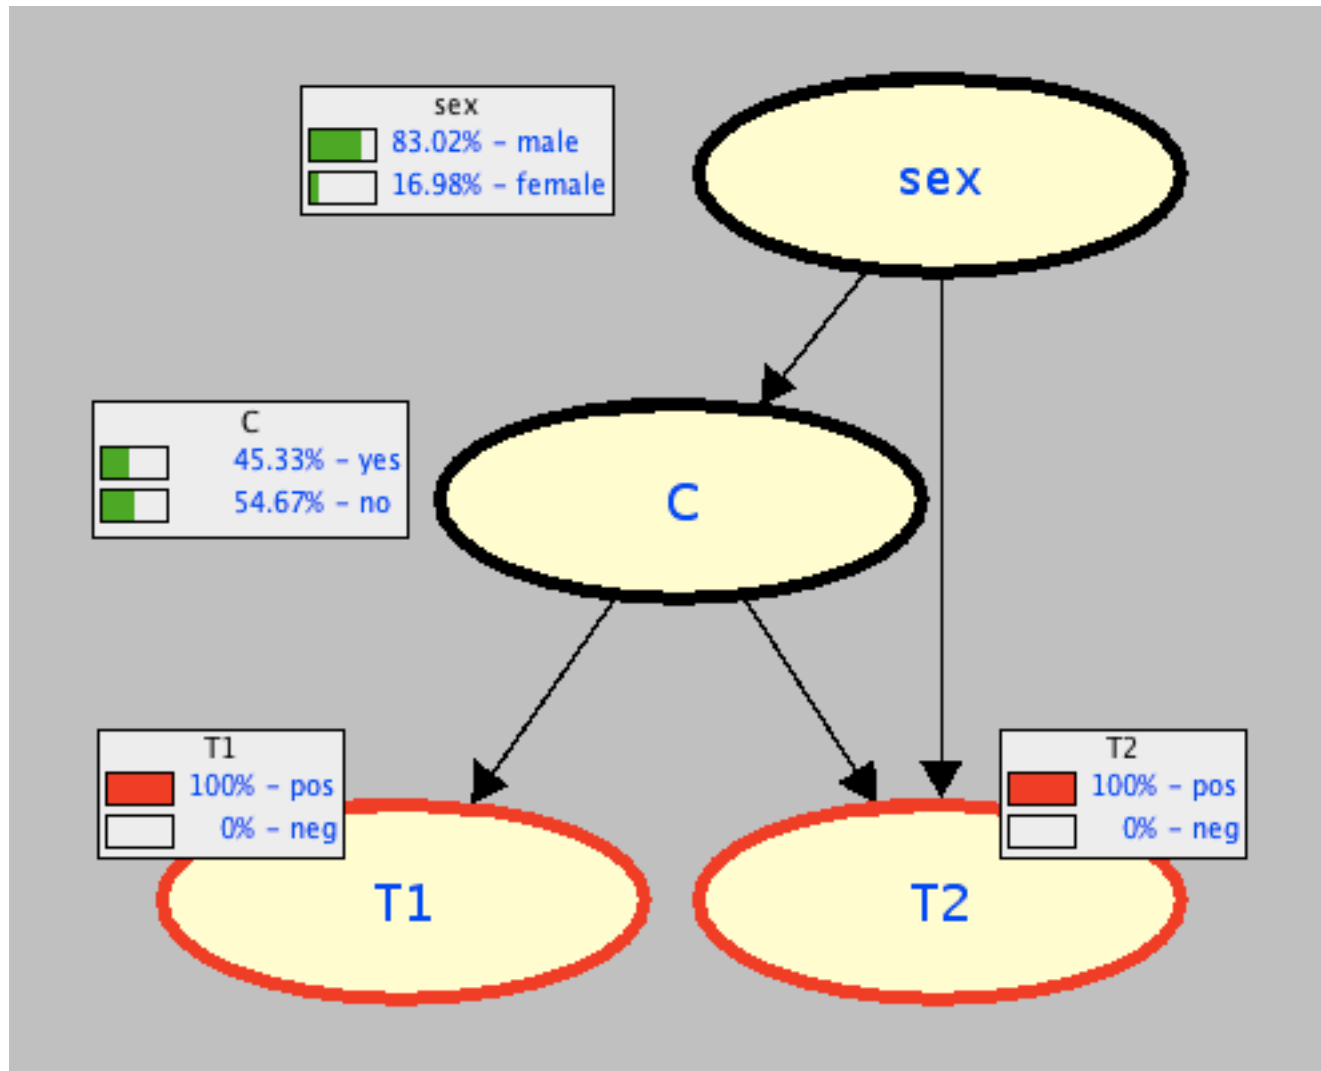 sex
83.02% - male
16.98% - female
sex
C
45.33% - yes
54.67% - no
C
T1
100% - pos
0% - neg
T1
T2
100% - pos
0% - neg
T2